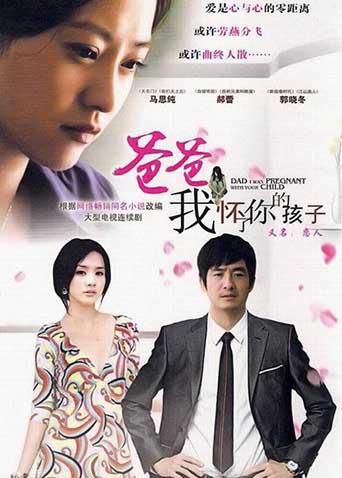 爱是心与心的零距离
或许劳燕分飞
或许曲终人散……
马思纯
郝蕾
郭晓冬
爸爸
DAD I WAS PREGNANT
WITH YOUR CHILD
根据网络畅销同名小说改编
大型电视连续剧
我怀了你的孩子
又名：恋人